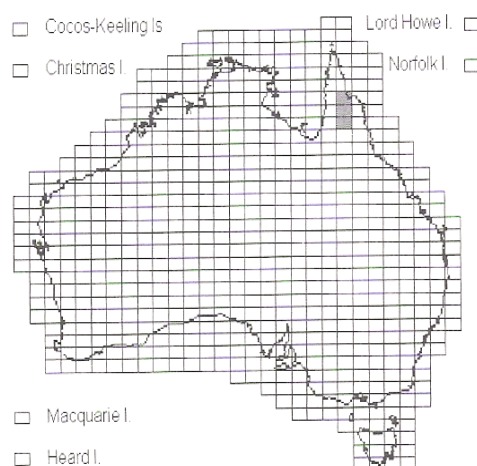 Cocos-Keeling Is
Lord Howe I.
Christmas I.
Norfolk I.
Macquarie I.
Heard I.